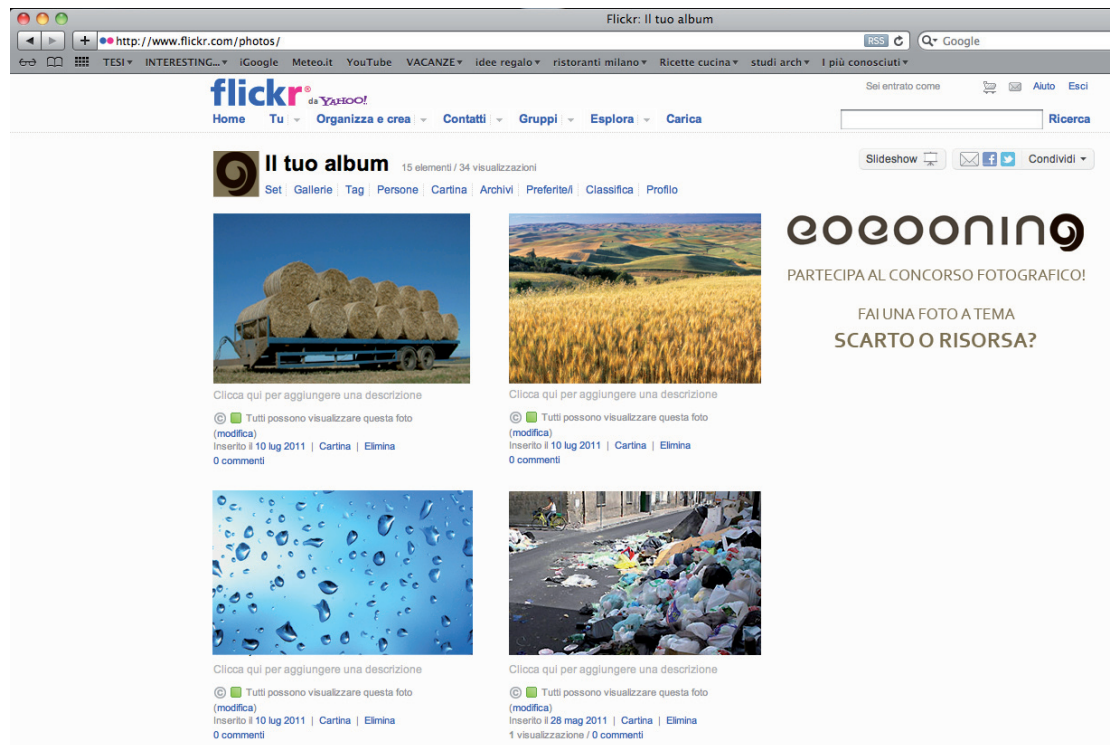 Flickr: Il tuo album
http://www.flickr.com/photos/
RSS
Google
TESI INTERESTING... iGoogle Meteo.it YouTube VACANZE idee regalo ristoranti milano Ricette cucina studi arch I più conosciuti
flickr® da YAHOO!
Sei entrato come Aiuto Esci
Home Tu Organizza e crea Contatti Gruppi Esplora Carica
Ricerca
Il tuo album 15 elementi / 34 visualizzazioni
Slideshow Condividi
Set Gallerie Tag Persone Cartina Archivi Preferite/i Classifica Profilo
cocooning
PARTECIPA AL CONCORSO FOTOGRAFICO!
FAI UNA FOTO A TEMA
SCARTO O RISORSA?
Clicca qui per aggiungere una descrizione
© Tutti possono visualizzare questa foto
(modifica)
Inserito il 10 lug 2011 | Cartina | Elimina
0 commenti
Clicca qui per aggiungere una descrizione
© Tutti possono visualizzare questa foto
(modifica)
Inserito il 10 lug 2011 | Cartina | Elimina
0 commenti
Clicca qui per aggiungere una descrizione
© Tutti possono visualizzare questa foto
(modifica)
Inserito il 10 lug 2011 | Cartina | Elimina
0 commenti
Clicca qui per aggiungere una descrizione
© Tutti possono visualizzare questa foto
(modifica)
Inserito il 28 mag 2011 | Cartina | Elimina
1 visualizzazione / 0 commenti